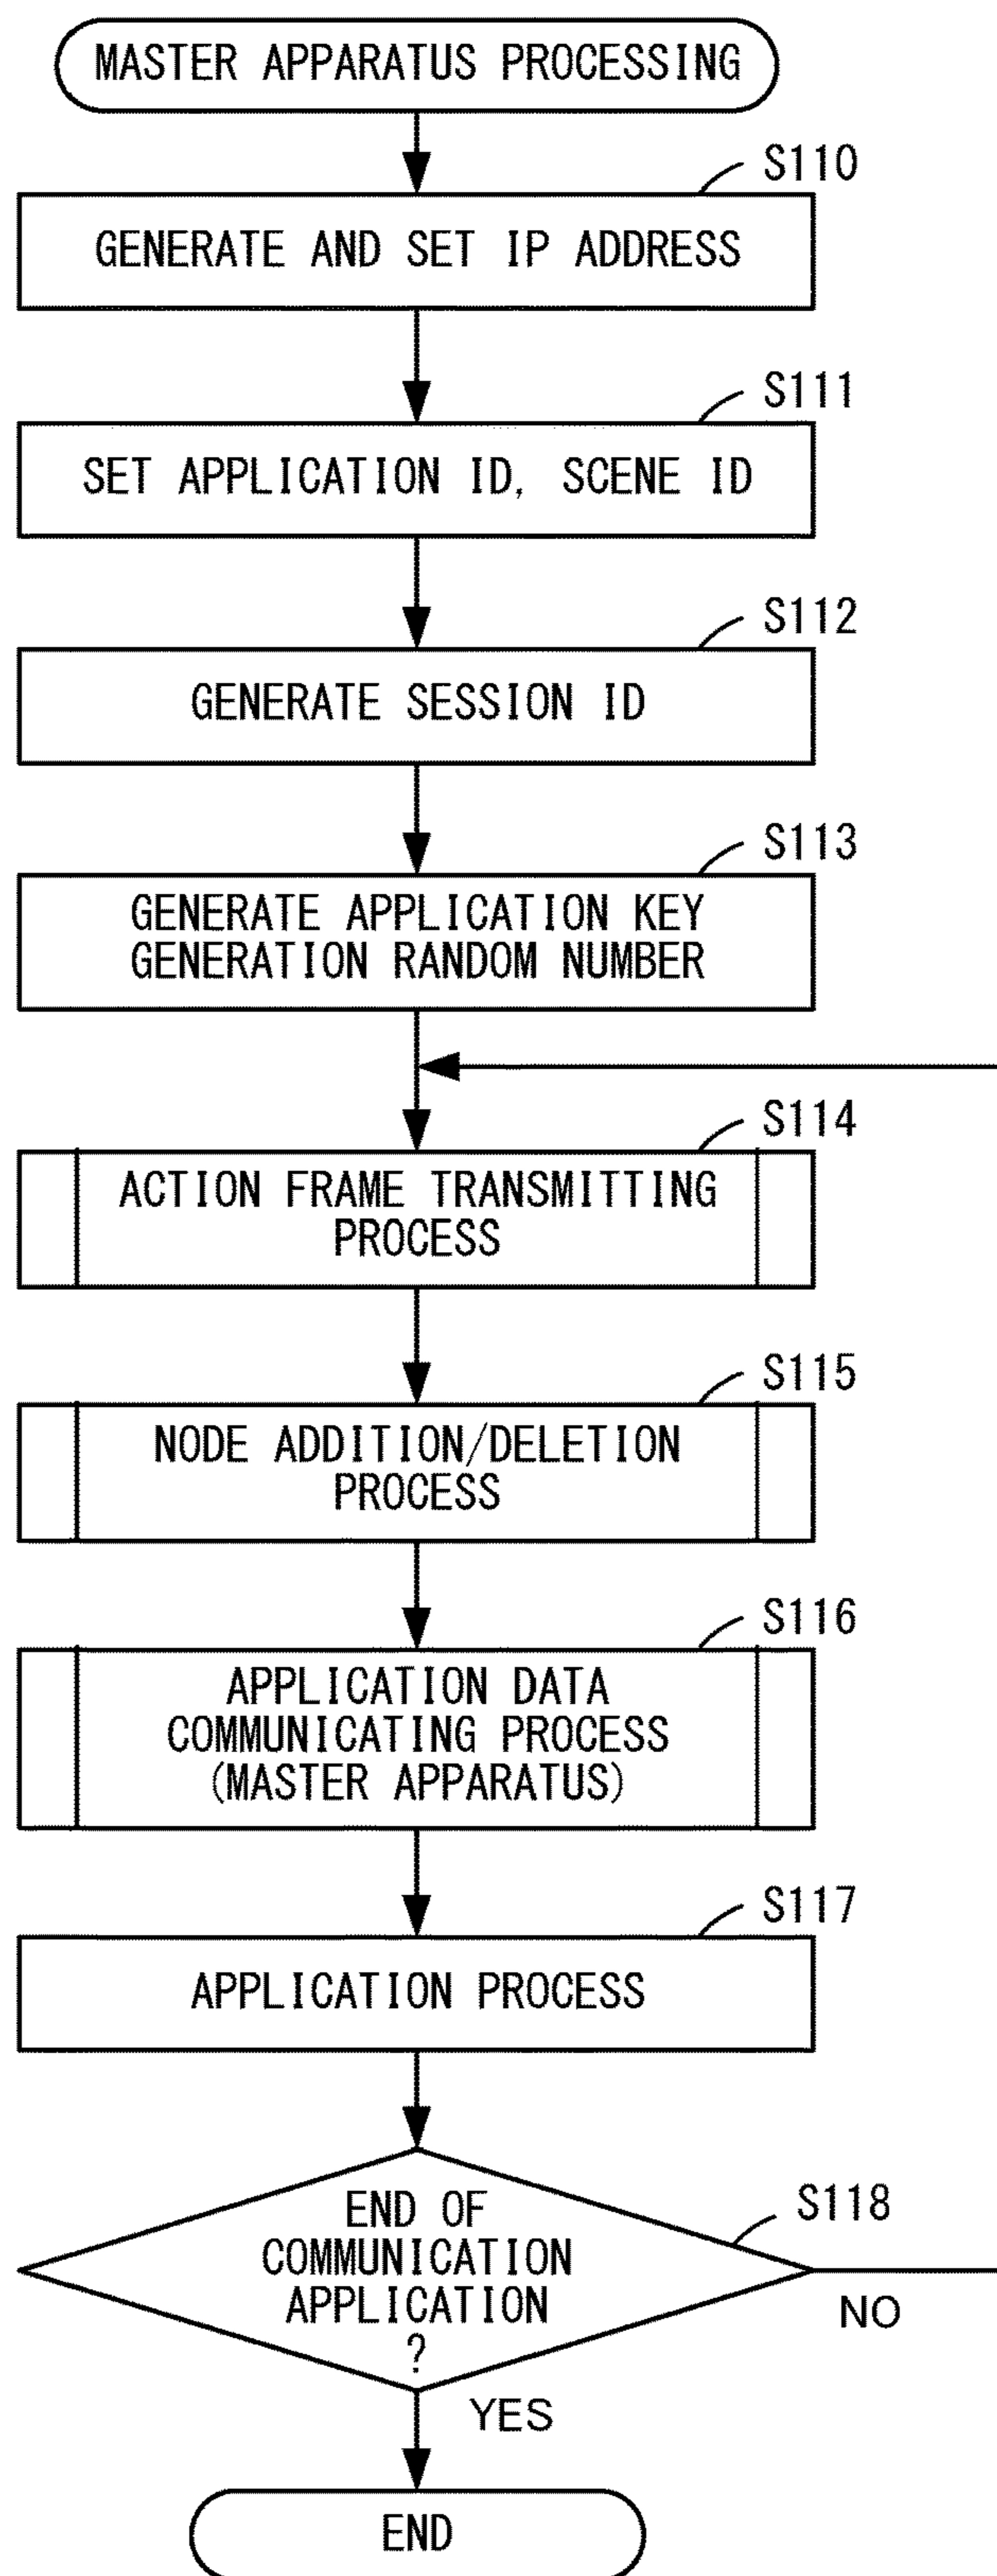 MASTER APPARATUS PROCESSING
S110
GENERATE AND SET IP ADDRESS
S111
SET APPLICATION ID, SCENE ID
S112
GENERATE SESSION ID
S113
GENERATE APPLICATION KEY
GENERATION RANDOM NUMBER
S114
ACTION FRAME TRANSMITTING
PROCESS
S115
NODE ADDITION/DELETION
PROCESS
S116
APPLICATION DATA
COMMUNICATING PROCESS
(MASTER APPARATUS)
S117
APPLICATION PROCESS
S118
END OF
COMMUNICATION
APPLICATION
?
NO
YES
END